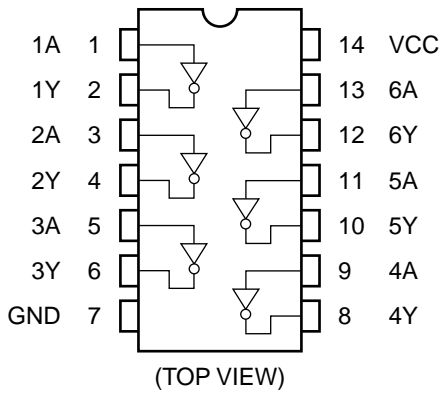 1A 1 14 VCC
1Y 2 13 6A
2A 3 12 6Y
2Y 4 11 5A
3A 5 10 5Y
3Y 6 9 4A
GND 7 8 4Y
(TOP VIEW)